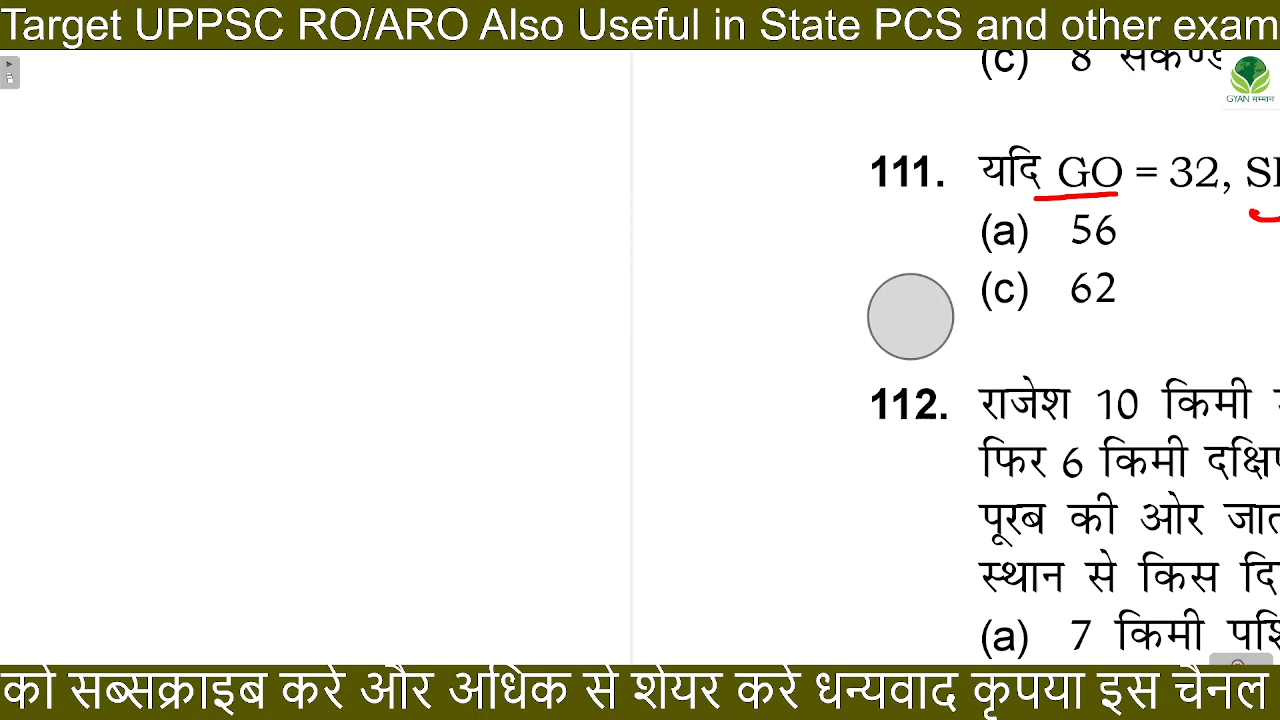 Target UPPSC RO/ARO Also Useful in State PCS and other exam
(c) 8
GYAN सम्मान
111. यदि GO = 32,
(a) 56
(c) 62
112. राजेश 10 किमी
फिर 6 किमी
पूरब की ओर
स्थान से किस
(a) 7 किमी
को सब्सक्राइब करे और अधिक से शेयर करे धन्यवाद कृपया इस चैनल